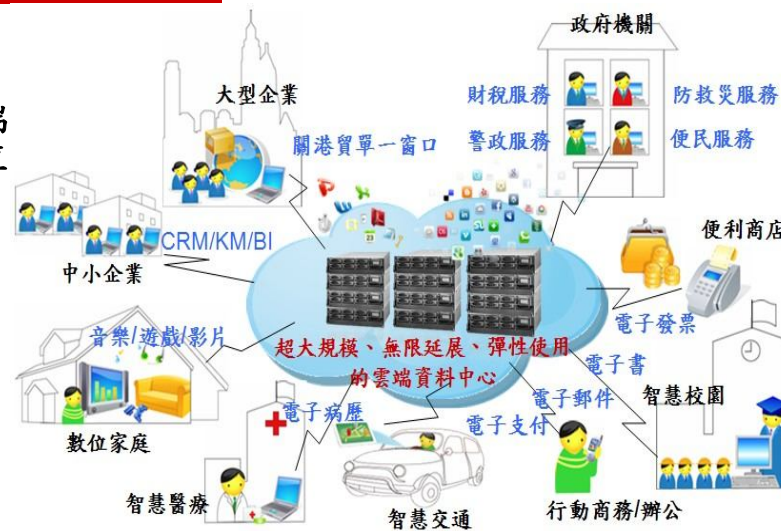 政府機關
大型企業
財稅服務 防救災服務
關港貿單一窗口 警政服務 便民服務
CRM/KM/BI
中小企業
便利商店
音樂/遊戲/影片
電子發票
超大規模、無限延展、彈性使用
的雲端資料中心
電子書
智慧校園
電子郵件
電子病歷
電子支付
數位家庭
智慧醫療
智慧交通
行動商務/辦公